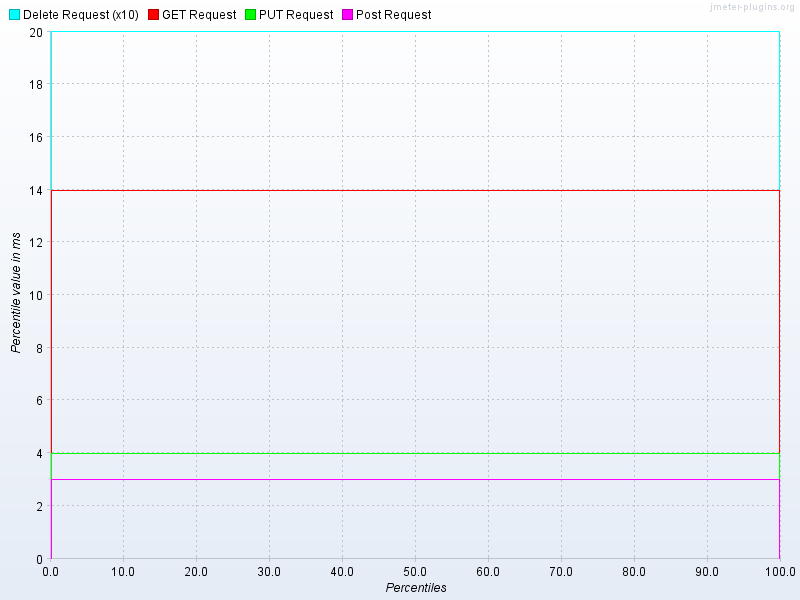 jmeter-plugins.org
Delete Request (x10) GET Request PUT Request Post Request
20
18
16
14
12
10
8
6
4
2
0
Percentile value in ms
0.0 10.0 20.0 30.0 40.0 50.0 60.0 70.0 80.0 90.0 100.0
Percentiles